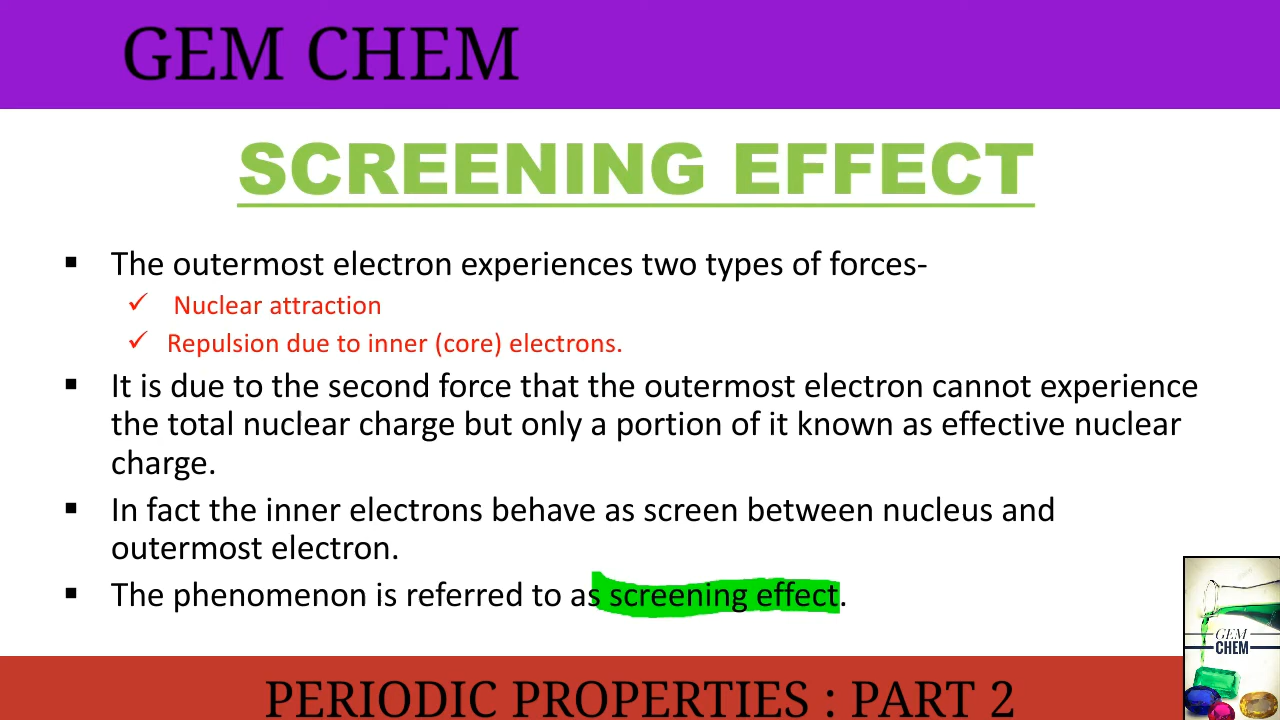 GEM CHEM
SCREENING EFFECT
▪ The outermost electron experiences two types of forces-
✓ Nuclear attraction
✓ Repulsion due to inner (core) electrons.
▪ It is due to the second force that the outermost electron cannot experience
the total nuclear charge but only a portion of it known as effective nuclear
charge.
▪ In fact the inner electrons behave as screen between nucleus and
outermost electron.
▪ The phenomenon is referred to as screening effect.
GEM
CHEM
PERIODIC PROPERTIES : PART 2